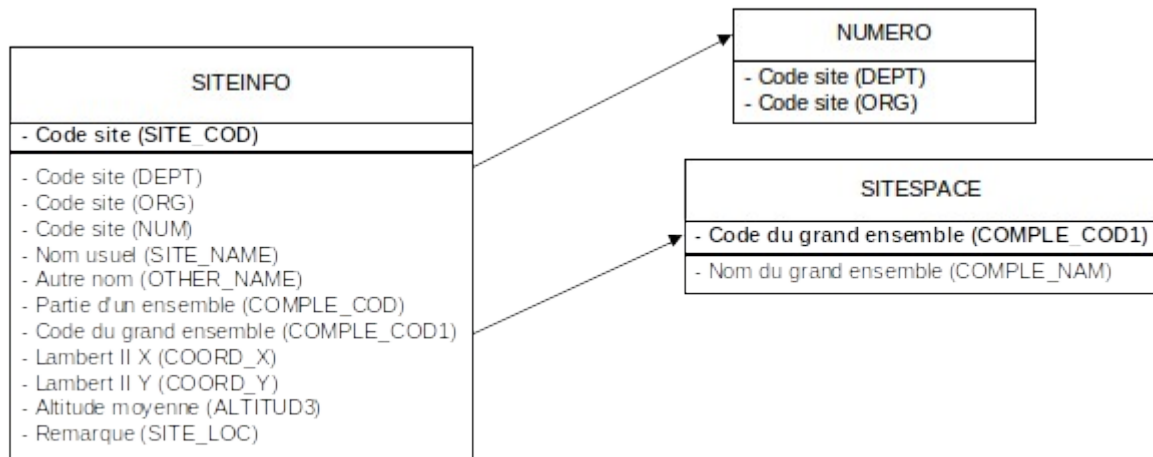 SITEINFO
- Code site (SITE_COD)
- Code site (DEPT)
- Code site (ORG)
- Code site (NUM)
- Nom usuel (SITE_NAME)
- Autre nom (OTHER_NAME)
- Partie d'un ensemble (COMPLE_COD)
- Code du grand ensemble (COMPLE_COD1)
- Lambert II X (COORD_X)
- Lambert II Y (COORD_Y)
- Altitude moyenne (ALTITUD3)
- Remarque (SITE_LOC)
NUMERO
- Code site (DEPT)
- Code site (ORG)
SITESPACE
- Code du grand ensemble (COMPLE_COD1)
- Nom du grand ensemble (COMPLE_NAM)